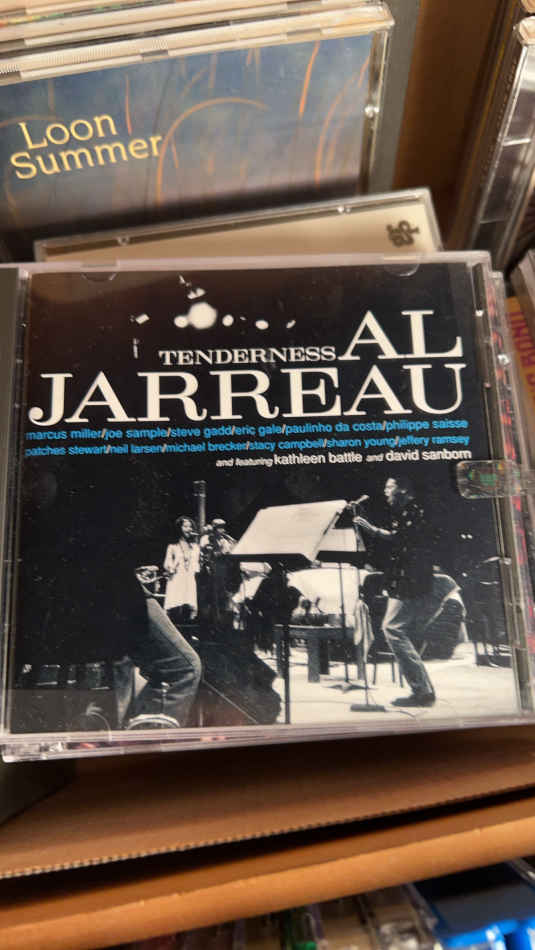 Loon
Summer
TENDERNESS AL
JARREAU
marcus miller/joe sample/steve gadd/eric gale/paulinho da costa/philippe saisse
patches stewart/neil larsen/michael brecker/stacy campbell/sharon young/jeffery ramsey
and featuring kathleen battle and david sanborn